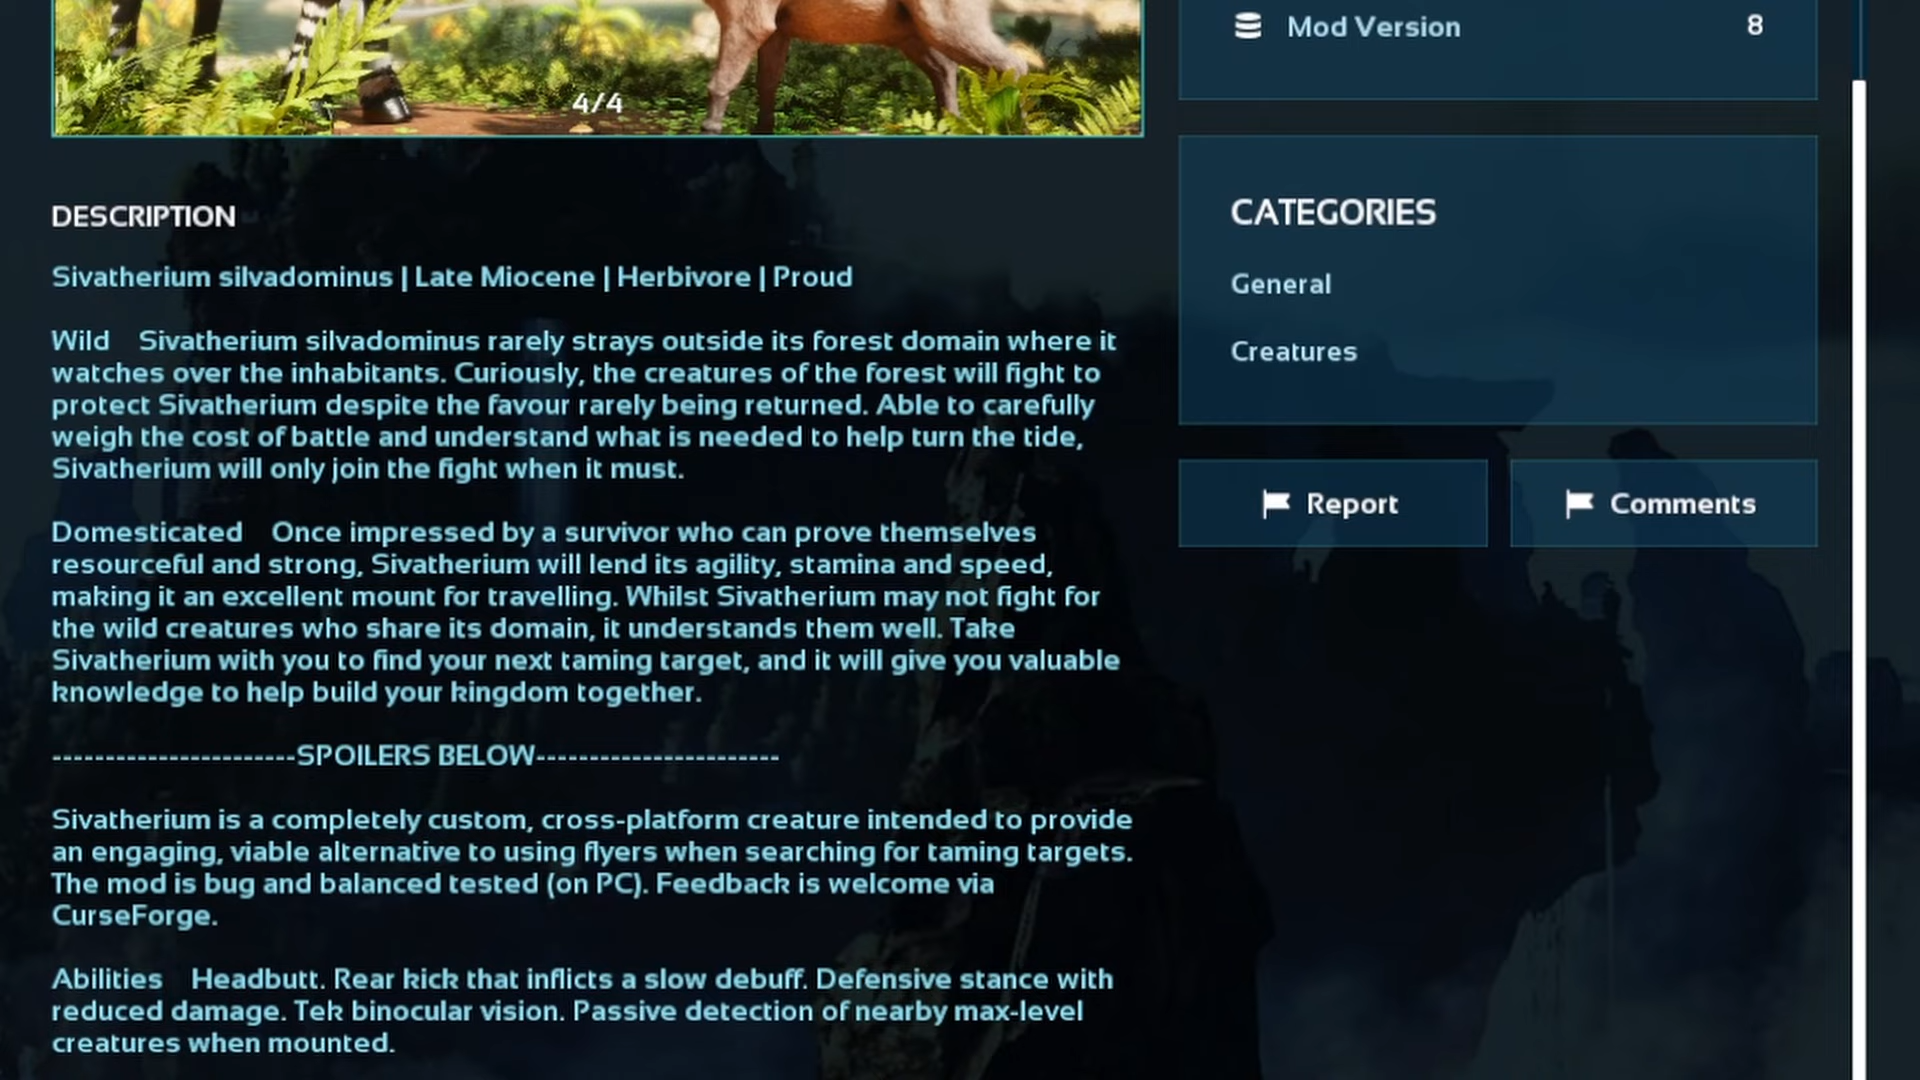 4/4
DESCRIPTION
Sivatherium silvadominus | Late Miocene | Herbivore | Proud
Wild    Sivatherium silvadominus rarely strays outside its forest domain where it
watches over the inhabitants. Curiously, the creatures of the forest will fight to
protect Sivatherium despite the favour rarely being returned. Able to carefully
weigh the cost of battle and understand what is needed to help turn the tide,
Sivatherium will only join the fight when it must.
Domesticated    Once impressed by a survivor who can prove themselves
resourceful and strong, Sivatherium will lend its agility, stamina and speed,
making it an excellent mount for travelling. Whilst Sivatherium may not fight for
the wild creatures who share its domain, it understands them well. Take
Sivatherium with you to find your next taming target, and it will give you valuable
knowledge to help build your kingdom together.
-----------------------SPOILERS BELOW-----------------------
Sivatherium is a completely custom, cross-platform creature intended to provide
an engaging, viable alternative to using flyers when searching for taming targets.
The mod is bug and balanced tested (on PC). Feedback is welcome via
CurseForge.
Abilities    Headbutt. Rear kick that inflicts a slow debuff. Defensive stance with
reduced damage. Tek binocular vision. Passive detection of nearby max-level
creatures when mounted.
Mod Version 8
CATEGORIES
General
Creatures
Report
Comments